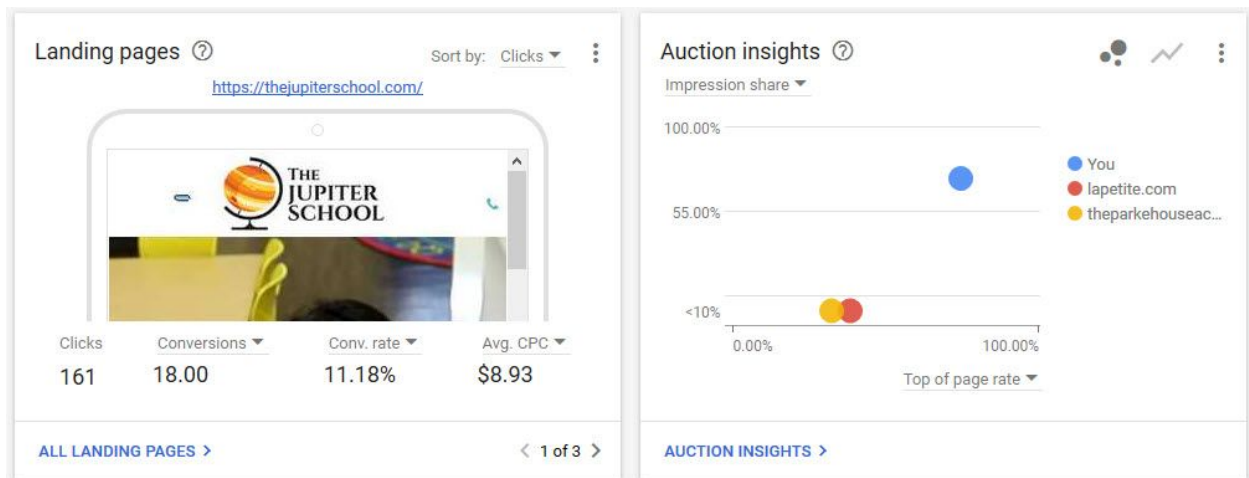 Landing pages
Sort by: Clicks
https://thejupiterschool.com/
THE
JUPITER
SCHOOL
Clicks Conversions Conv. rate Avg. CPC
161 18.00 11.18% $8.93
ALL LANDING PAGES
1 of 3
Auction insights
Impression share
100.00%
55.00%
<10%
0.00% 100.00%
Top of page rate
You
lapetite.com
theparkehouseac...
AUCTION INSIGHTS